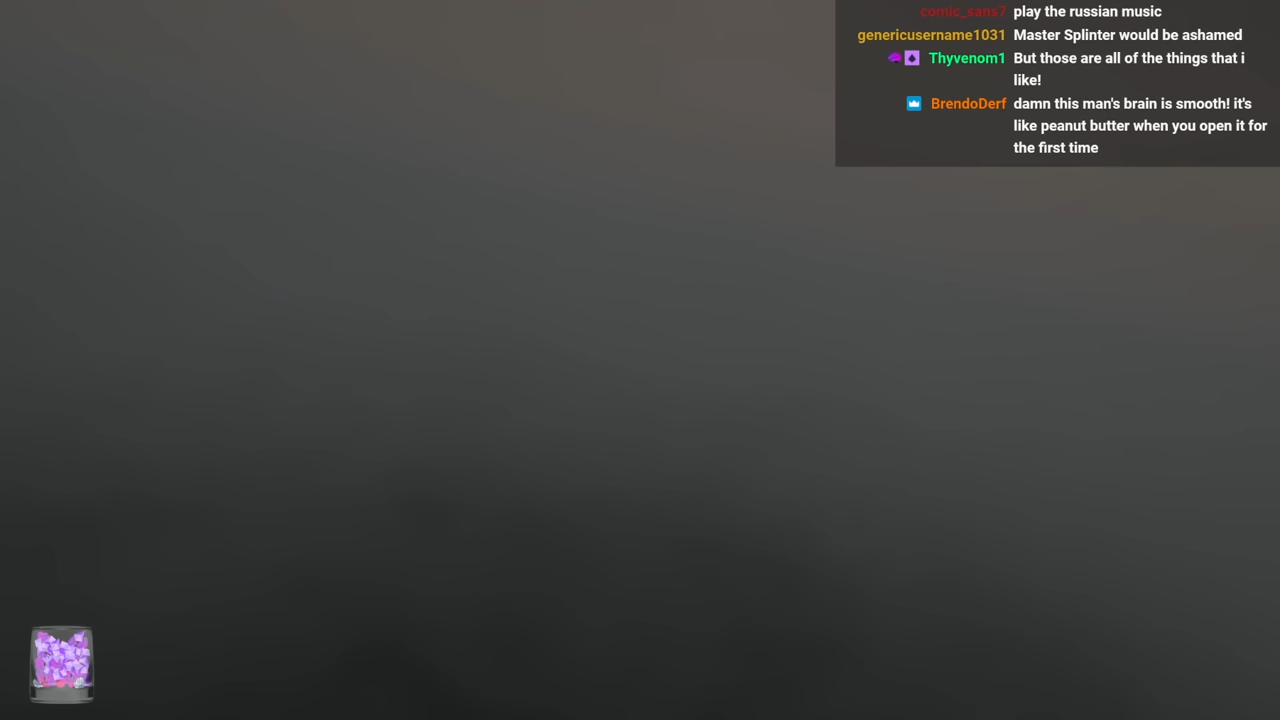 comic_sans7 play the russian music
genericusername1031 Master Splinter would be ashamed
Thyvenom1 But those are all of the things that i
like!
BrendoDerf damn this man's brain is smooth! it's
like peanut butter when you open it for
the first time